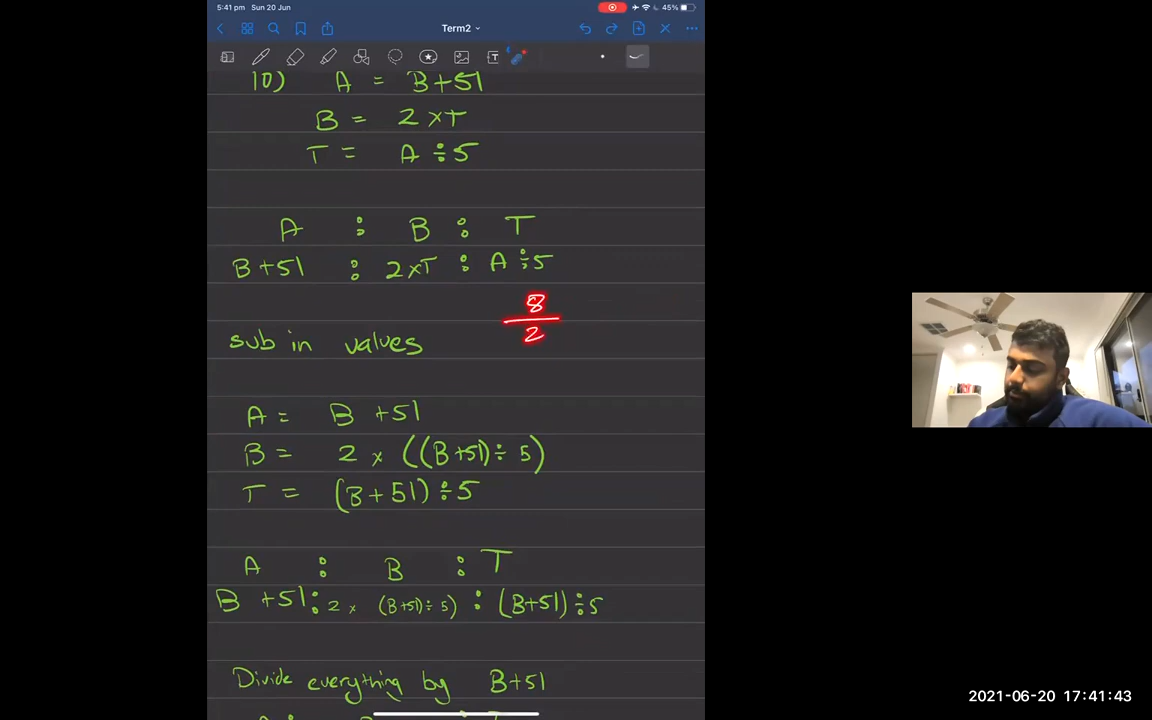 5:41 pm Sun 20 Jun
45%
Term2
10) A = B+51
B = 2 ×T
T = A ÷5
A : B : T
B+51 : 2×T : A ÷5
8
2
sub in values
A = B +51
B = 2 × ((B+51) ÷ 5)
T = (B+51) ÷5
A : B : T
B +51 : 2 × (B+51) ÷ 5) : (B+51) ÷5
Divide everything by B+51
2021-06-20 17:41:43